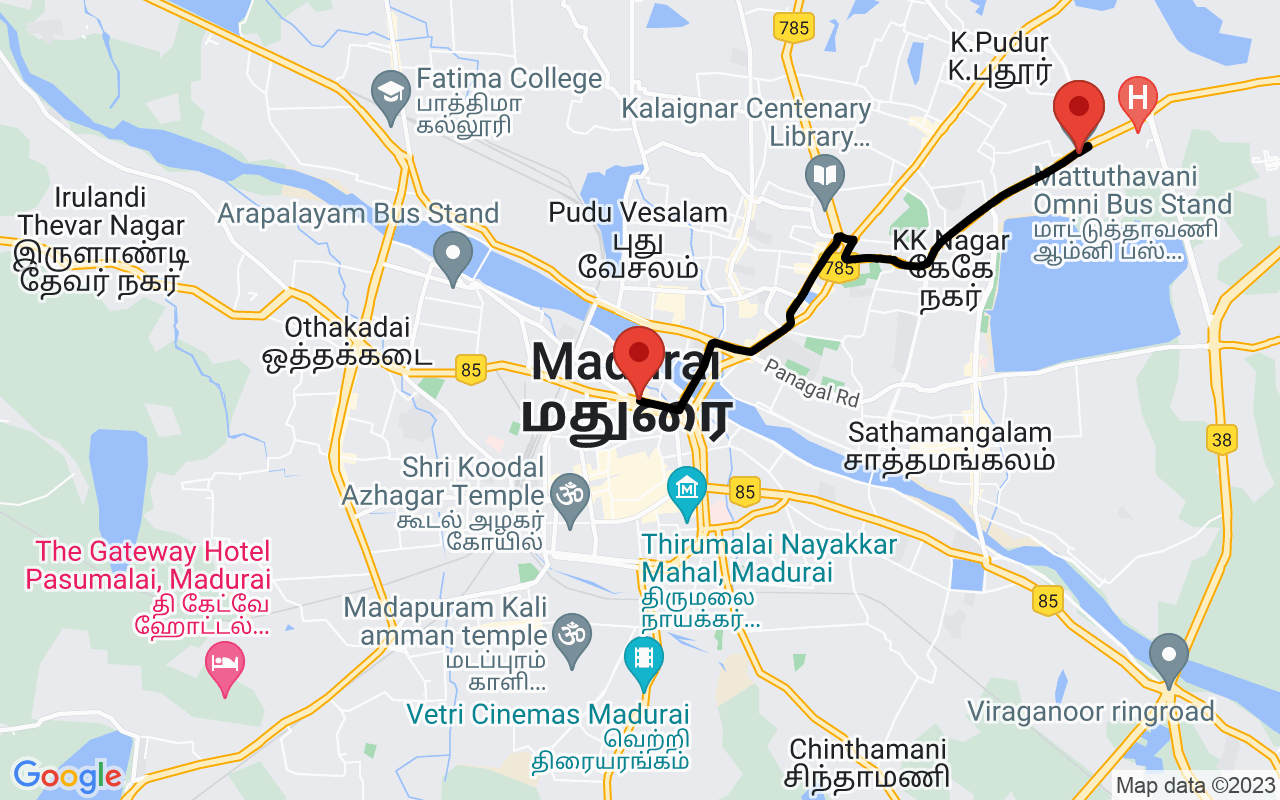 785
K.Pudur
K.புதூர்
Fatima College
பாத்திமா
கல்லூரி
H
Kalaignar Centenary
Library...
Mattuthavani
Omni Bus Stand
மாட்டுத்தாவணி
ஆம்னி பஸ்...
Irulandi
Thevar Nagar
இருளாண்டி
தேவர் நகர்
Arapalayam Bus Stand
Pudu Vesalam
புது
வேசலம்
KK Nagar
கேகே
நகர்
785
Othakadai
ஒத்தக்கடை
85
Madurai
மதுரை
Panagal Rd
Sathamangalam
சாத்தமங்கலம்
38
Shri Koodal
Azhagar Temple
கூடல் அழகர்
கோயில்
85
Thirumalai Nayakkar
Mahal, Madurai
திருமலை
நாயக்கர்...
The Gateway Hotel
Pasumalai, Madurai
தி கேட்வே
ஹோட்டல்...
85
Madapuram Kali
amman temple
மடப்புரம்
காளி...
Vetri Cinemas Madurai
வெற்றி
திரையரங்கம்
Viraganoor ringroad
Chinthamani
சிந்தாமணி
Google
Map data ©2023